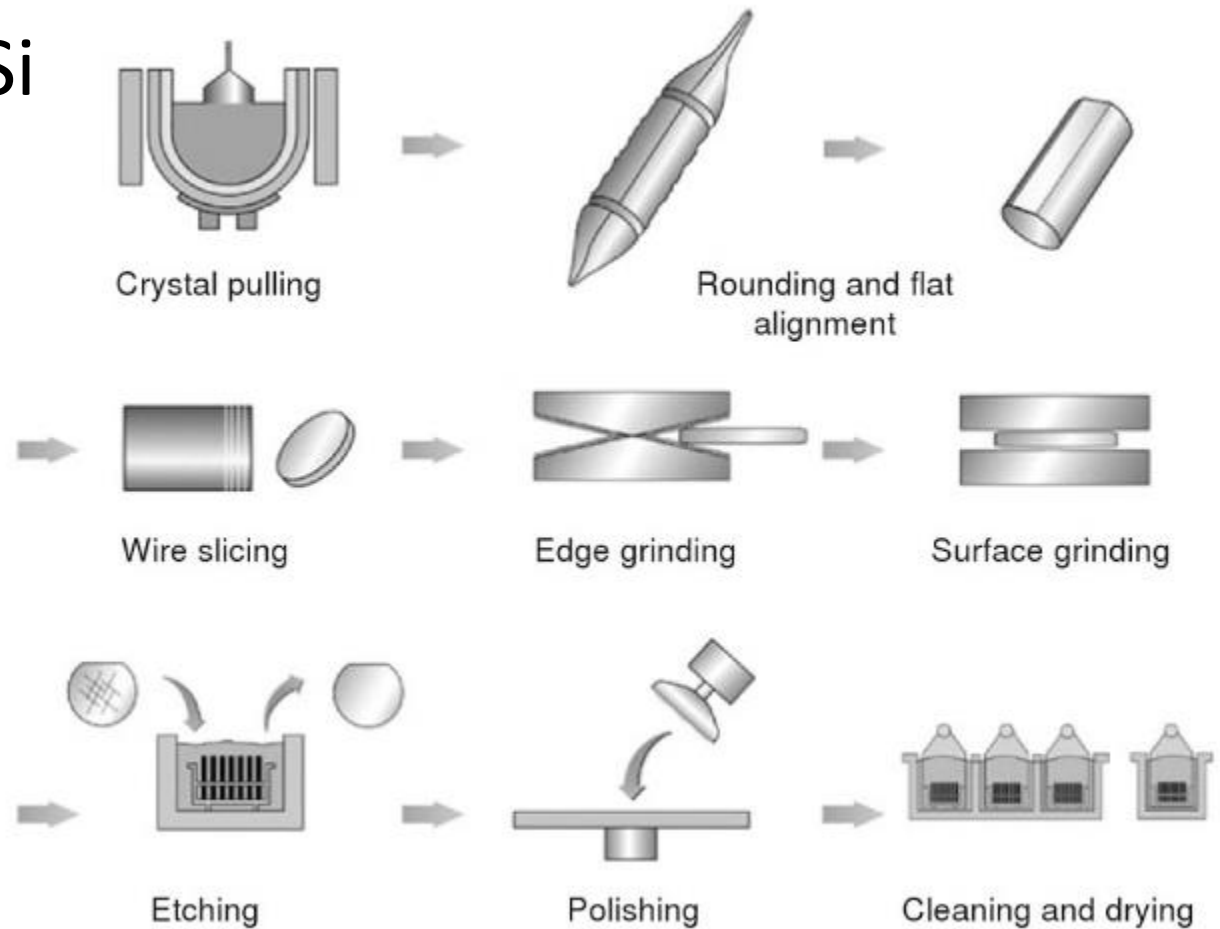 Si
Crystal pulling
Rounding and flat
alignment
Wire slicing
Edge grinding
Surface grinding
Etching
Polishing
Cleaning and drying